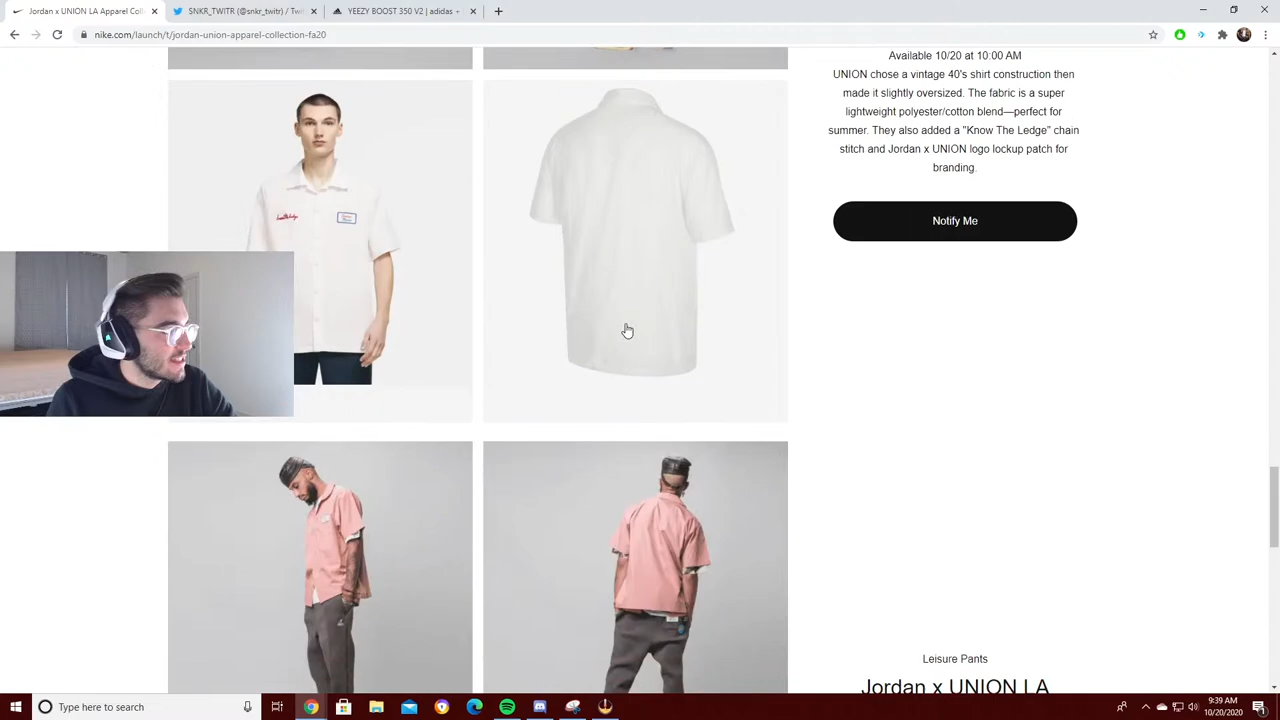 Jordan x UNION LA Apparel Colle
SNKR_TWITR (@snkr_twitr) / Twi
YEEZY BOOST 350 V2 | adidas
nike.com/launch/t/jordan-union-apparel-collection-fa20
Available 10/20 at 10:00 AM
UNION chose a vintage 40's shirt construction then
made it slightly oversized. The fabric is a super
lightweight polyester/cotton blend—perfect for
summer. They also added a "Know The Ledge" chain
stitch and Jordan x UNION logo lockup patch for
branding.
Notify Me
Leisure Pants
Jordan x UNION LA
Type here to search
9:39 AM
10/20/2020